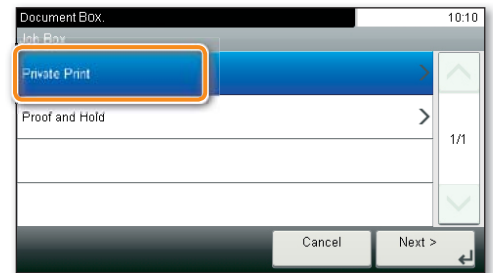 Document Box. 10:10
Job Box
Private Print
Proof and Hold
1/1
Cancel Next >